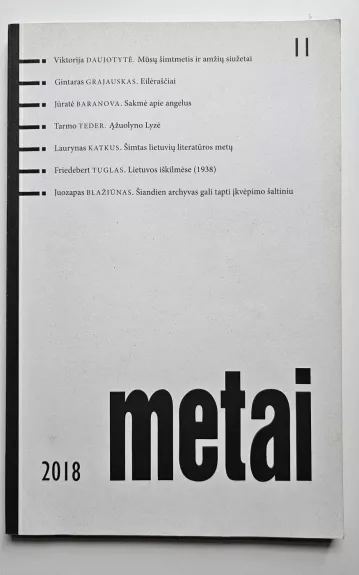 11
Viktorija DAUJOTYTĖ. Mūsų šimtmetis ir amžių siužetai
Gintaras GRAJAUSKAS. Eilėraščiai
Jūratė BARANOVA. Sakmė apie angelus
Tarmo TEDER. Ąžuolyno Lyzė
Laurynas KATKUS. Šimtas lietuvių literatūros metų
Friedebert TUGLAS. Lietuvos iškilmėse (1938)
Juozapas BLAŽIŪNAS. Šiandien archyvas gali tapti įkvėpimo šaltiniu
2018 metai